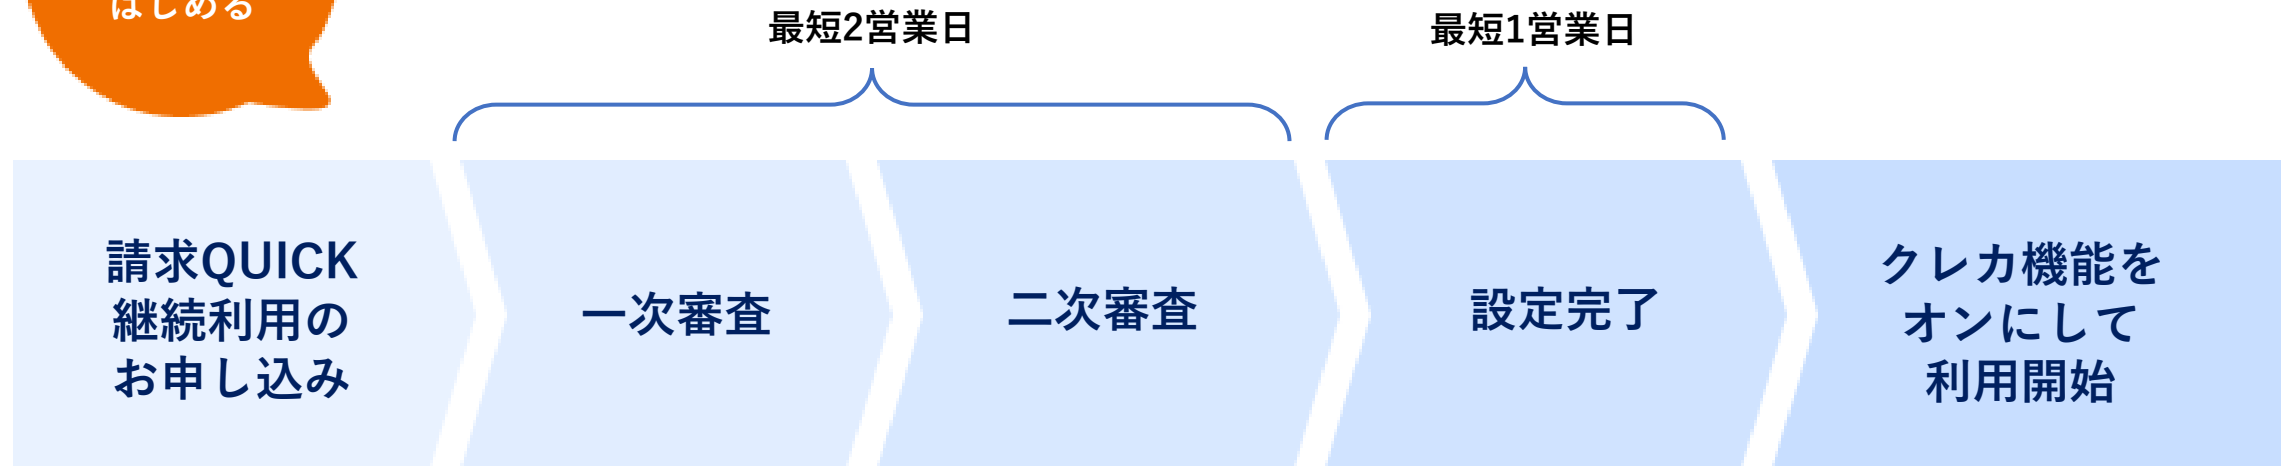 はじめる
最短2営業日
最短1営業日
請求QUICK
継続利用の
お申し込み
一次審査
二次審査
設定完了
クレカ機能を
オンにして
利用開始